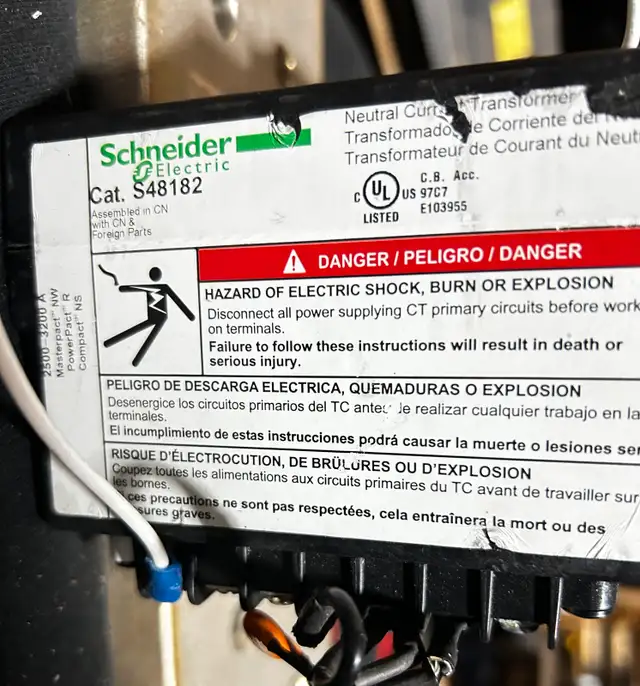 Neutral Current Transformer
Transformador de Corriente del
Transformateur de Courant du
Schneider
Electric
Cat. S48182
Assembled in CN
with CN &
Foreign Parts
C UL US
LISTED
C.B. Acc.
97C7
E103955
2500-3200 A
Masterpact NW
PowerPact R
Compact NS
DANGER / PELIGRO / DANGER
HAZARD OF ELECTRIC SHOCK, BURN OR EXPLOSION
Disconnect all power supplying CT primary circuits before work
on terminals.
Failure to follow these instructions will result in death or
serious injury.
PELIGRO DE DESCARGA ELECTRICA, QUEMADURAS O EXPLOSION
Desenergice los circuitos primarios del TC antes de realizar cualquier trabajo en la
terminales.
El incumplimiento de estas instrucciones podrá causar la muerte o lesiones
RISQUE D'ÉLECTROCUTION, DE BRÛLURES OU D'EXPLOSION
Coupez toutes les alimentations aux circuits primaires du TC avant de travailler sur
les bornes.
ces precautions ne sont pas respectées, cela entraînera la mort ou des
graves.